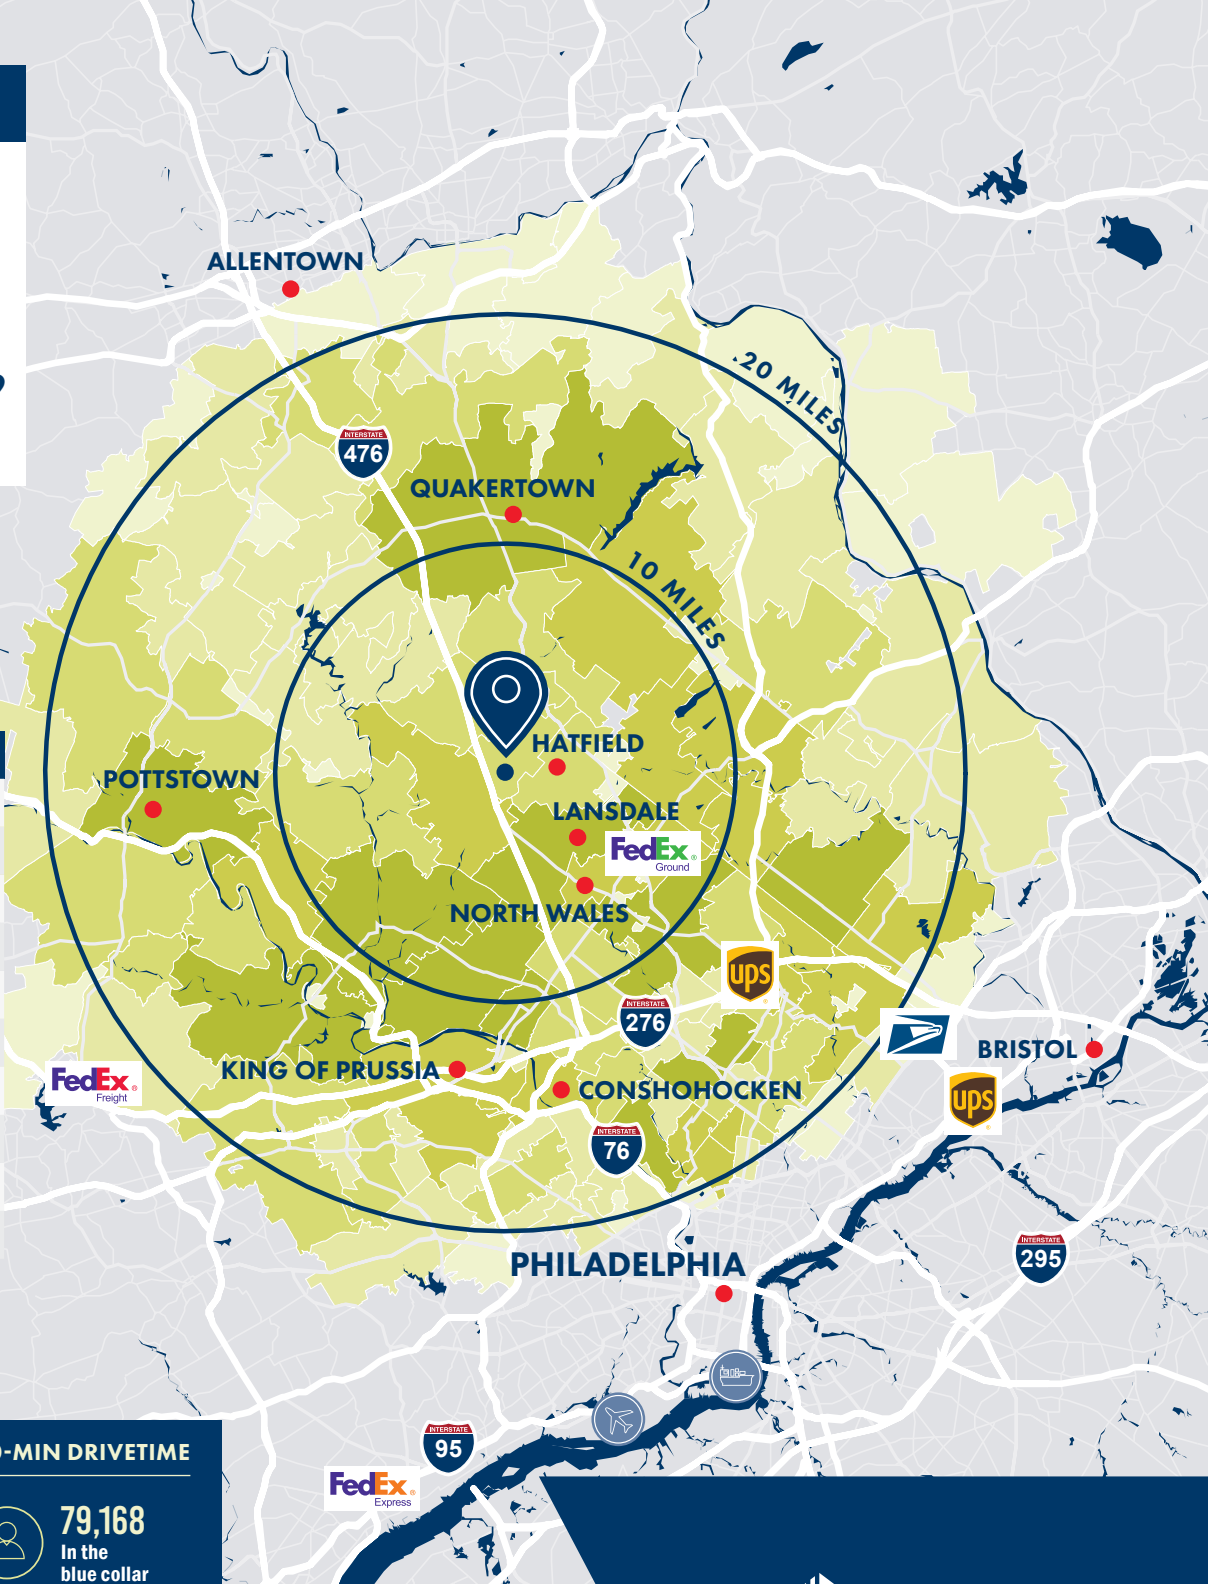 ALLENTOWN
20 MILES
INTERSTATE
476
QUAKERTOWN
10 MILES
HATFIELD
POTTSTOWN
LANSDALE
FedEx®
Ground
NORTH WALES
ups
INTERSTATE
276
BRISTOL
KING OF PRUSSIA
FedEx®
Freight
CONSHOHOCKEN
ups
INTERSTATE
76
INTERSTATE
295
PHILADELPHIA
INTERSTATE
95
-MIN DRIVETIME
FedEx®
Express
79,168
In the
blue collar